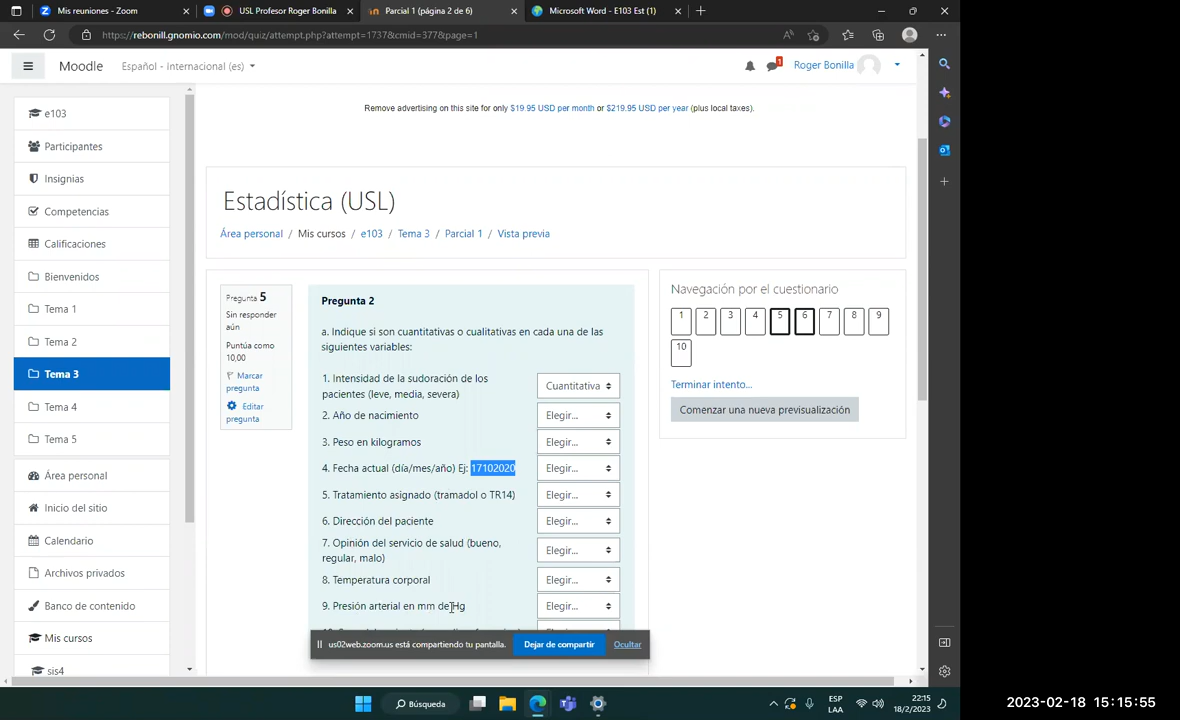 Mis reuniones - Zoom
USL Profesor Roger Bonilla
Parcial 1 (página 2 de 6)
Microsoft Word - E103 Est (1)
https://rebonill.gnomio.com/mod/quiz/attempt.php?attempt=1737&cmid=377&page=1
Moodle
Español - Internacional (es)
1
Roger Bonilla
Remove advertising on this site for only $19.95 USD per month or $219.95 USD per year (plus local taxes).
e103
Participantes
Insignias
Competencias
Calificaciones
Bienvenidos
Tema 1
Tema 2
Tema 3
Tema 4
Tema 5
Área personal
Inicio del sitio
Calendario
Archivos privados
Banco de contenido
Mis cursos
sis4
Estadística (USL)
Área personal / Mis cursos / e103 / Tema 3 / Parcial 1 / Vista previa
Pregunta 5
Sin responder
aún
Puntúa como
10,00
Marcar
pregunta
Editar
pregunta
Pregunta 2
a. Indique si son cuantitativas o cualitativas en cada una de las
siguientes variables:
1. Intensidad de la sudoración de los
pacientes (leve, media, severa)
Cuantitativa
2. Año de nacimiento
Elegir...
3. Peso en kilogramos
Elegir...
4. Fecha actual (día/mes/año) Ej: 17102020
Elegir...
5. Tratamiento asignado (tramadol o TR14)
Elegir...
6. Dirección del paciente
Elegir...
7. Opinión del servicio de salud (bueno,
regular, malo)
Elegir...
8. Temperatura corporal
Elegir...
9. Presión arterial en mm de Hg
Elegir...
us02web.zoom.us está compartiendo tu pantalla.
Dejar de compartir
Ocultar
Navegación por el cuestionario
1 2 3 4 5 6 7 8 9
10
Terminar intento...
Comenzar una nueva previsualización
Búsqueda
ESP
LAA
22:15
18/2/2023
2023-02-18 15:15:55